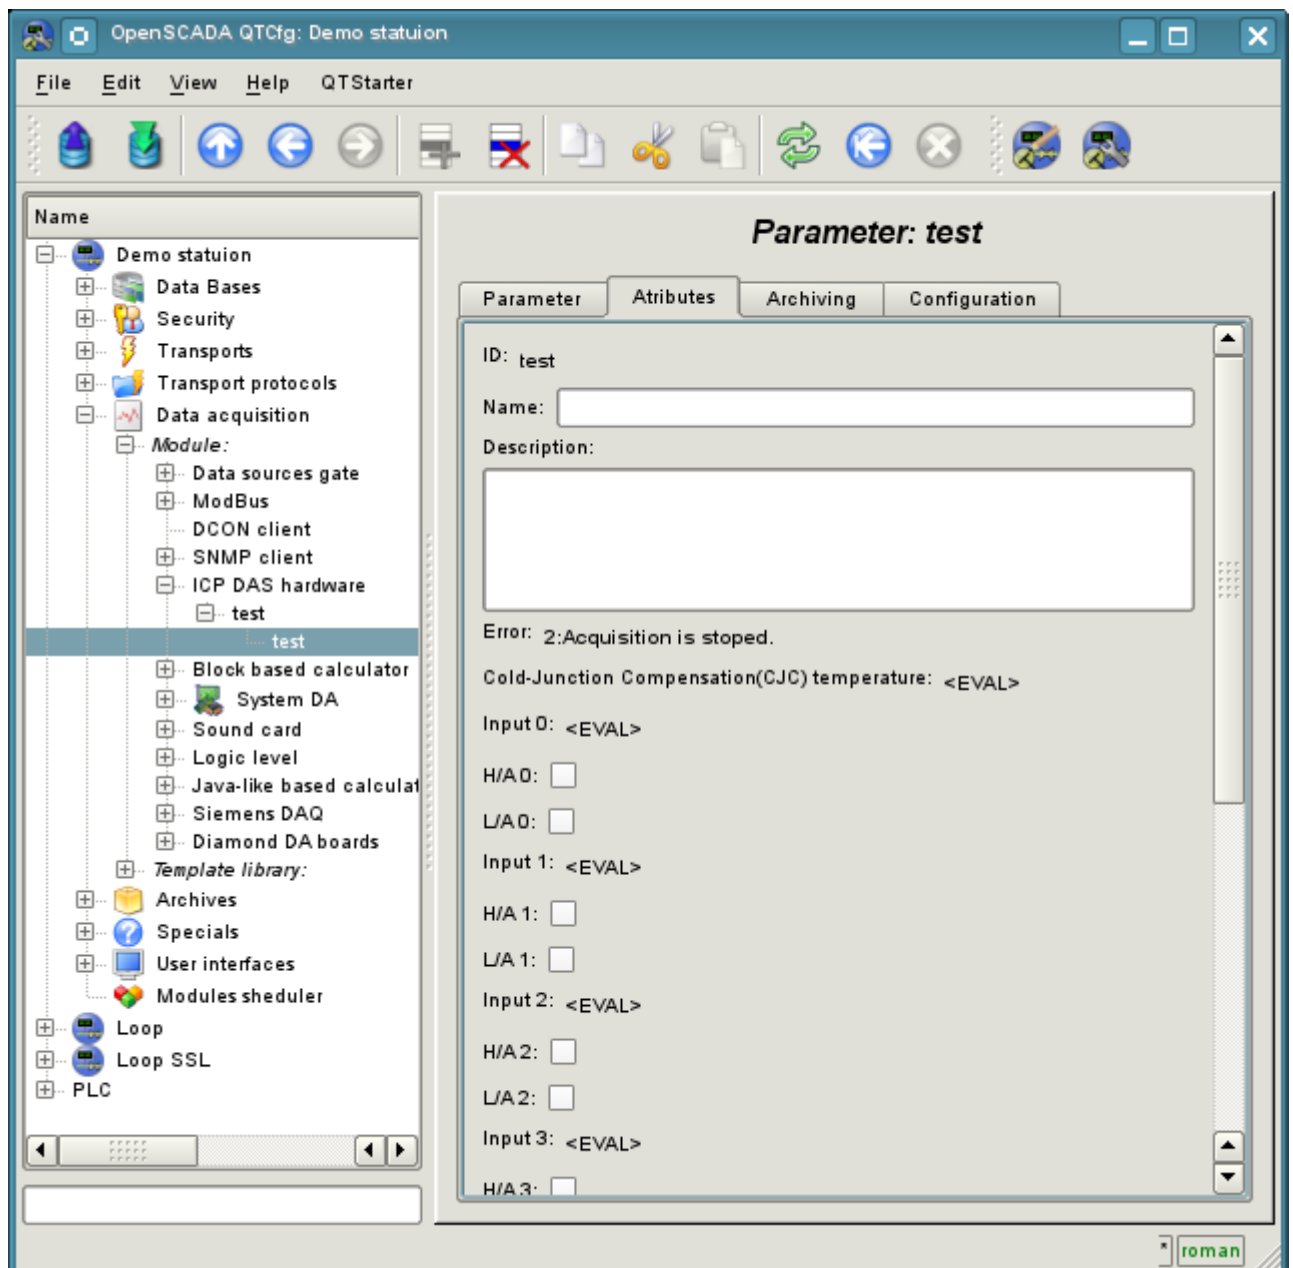 OpenSCADA QTCfg: Demo statuion
File Edit View Help QTStarter
Name
Demo statuion
Data Bases
Security
Transports
Transport protocols
Data acquisition
Module:
Data sources gate
ModBus
DCON client
SNMP client
ICP DAS hardware
test
test
Block based calculator
System DA
Sound card
Logic level
Java-like based calculat
Siemens DAQ
Diamond DA boards
Template library:
Archives
Specials
User interfaces
Modules sheduler
Loop
Loop SSL
PLC
Parameter: test
Parameter Atributes Archiving Configuration
ID: test
Name:
Description:
Error: 2:Acquisition is stoped.
Cold-Junction Compensation(CJC) temperature: <EVAL>
Input 0: <EVAL>
H/A 0:
L/A 0:
Input 1: <EVAL>
H/A 1:
L/A 1:
Input 2: <EVAL>
H/A 2:
L/A 2:
Input 3: <EVAL>
H/A 3:
* roman